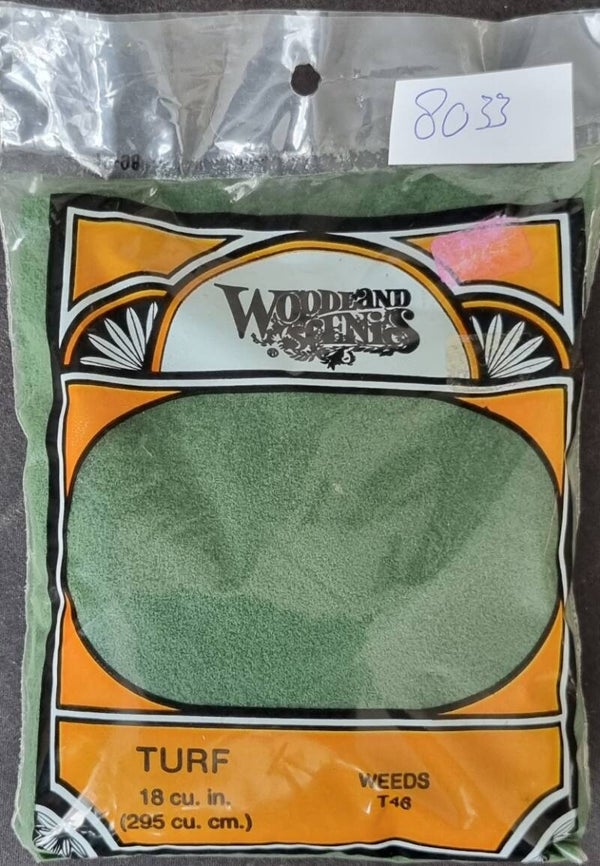 8033
WOODLAND
SCENICS
®
TURF
18 cu. in.
(295 cu. cm.)
WEEDS
T46